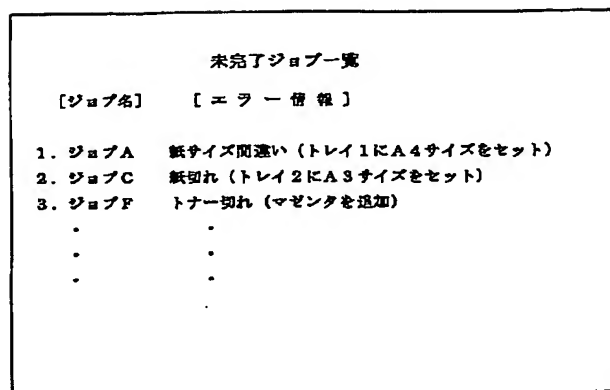 未完了ジョブ一覧
[ジョブ名] [エラー情報]
1. ジョブA 紙サイズ間違い（トレイ1にA4サイズをセット）
2. ジョブC 紙切れ（トレイ2にA3サイズをセット）
3. ジョブF トナー切れ（マゼンタを追加）